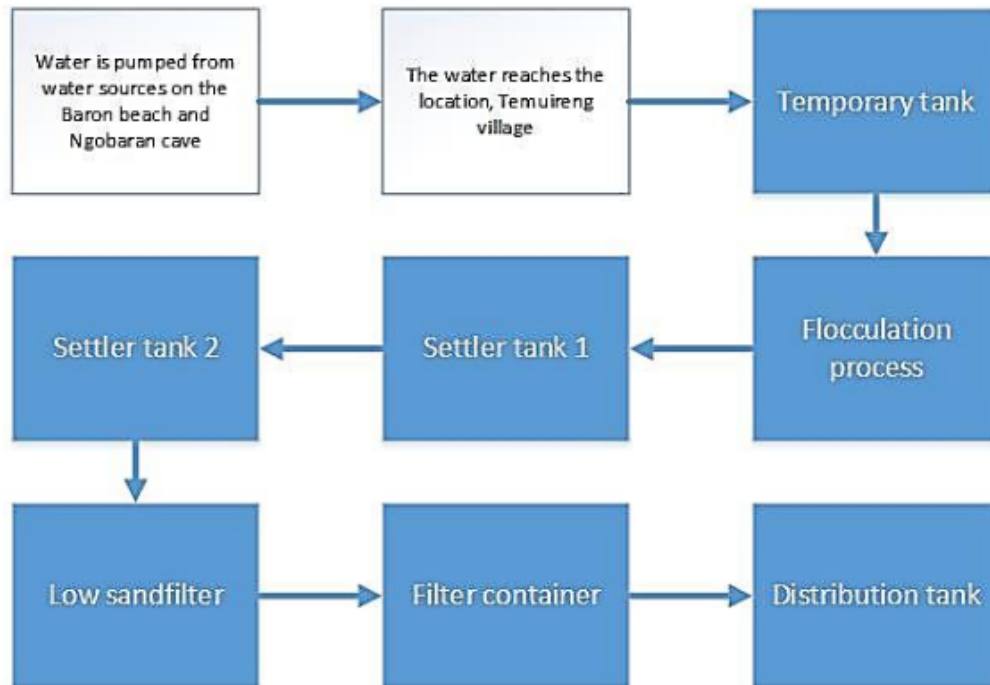 Water is pumped from
water sources on the
Baron beach and
Ngobaran cave
The water reaches the
location, Temuireng
village
Temporary tank
Flocculation
process
Settler tank 1
Settler tank 2
Low sandfilter
Filter container
Distribution tank